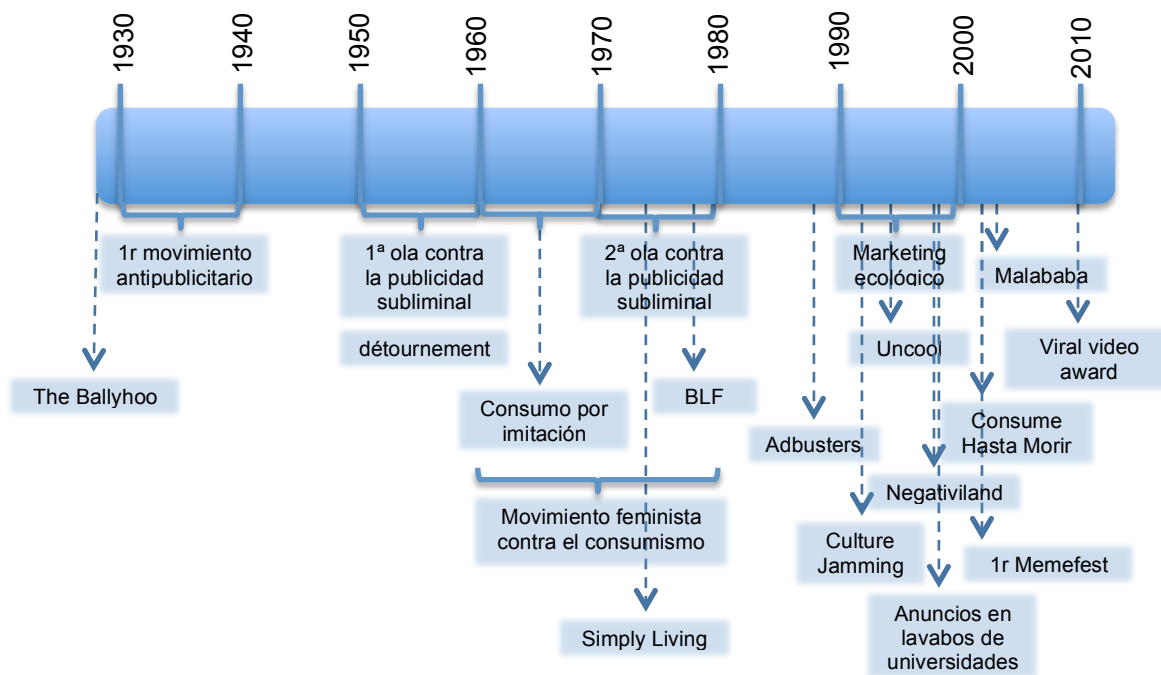 1930
1940
1950
1960
1970
1980
1990
2000
2010
1r movimiento
antipublicitario
1ª ola contra
la publicidad
subliminal
2ª ola contra
la publicidad
subliminal
Marketing
ecológico
Malababa
détournement
Uncool
Viral video
award
The Ballyhoo
Consumo por
imitación
BLF
Adbusters
Consume
Hasta Morir
Negativiland
Movimiento feminista
contra el consumismo
Culture
Jamming
1r Memefest
Simply Living
Anuncios en
lavabos de
universidades